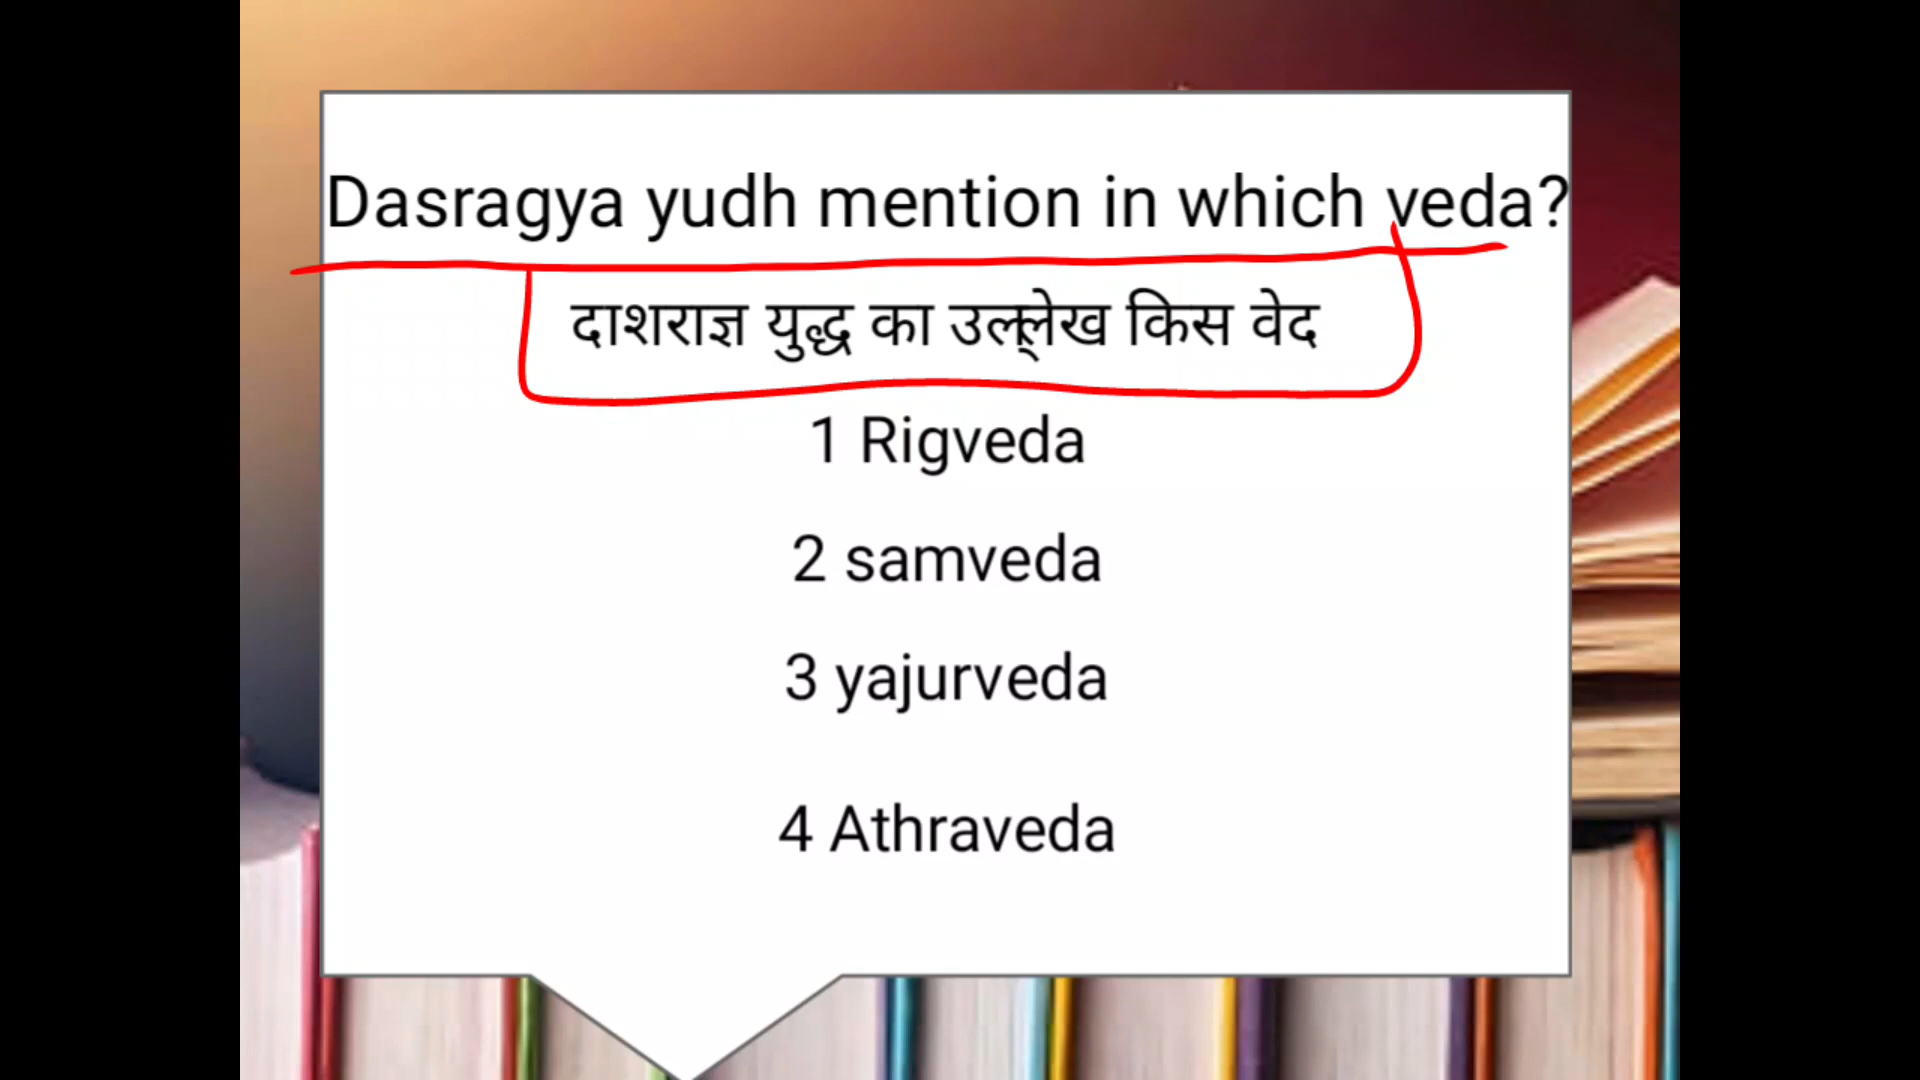 Dasragya yudh mention in which veda?
दाशराज्ञ युद्ध का उल्लेख किस वेद
1 Rigveda
2 samveda
3 yajurveda
4 Athraveda